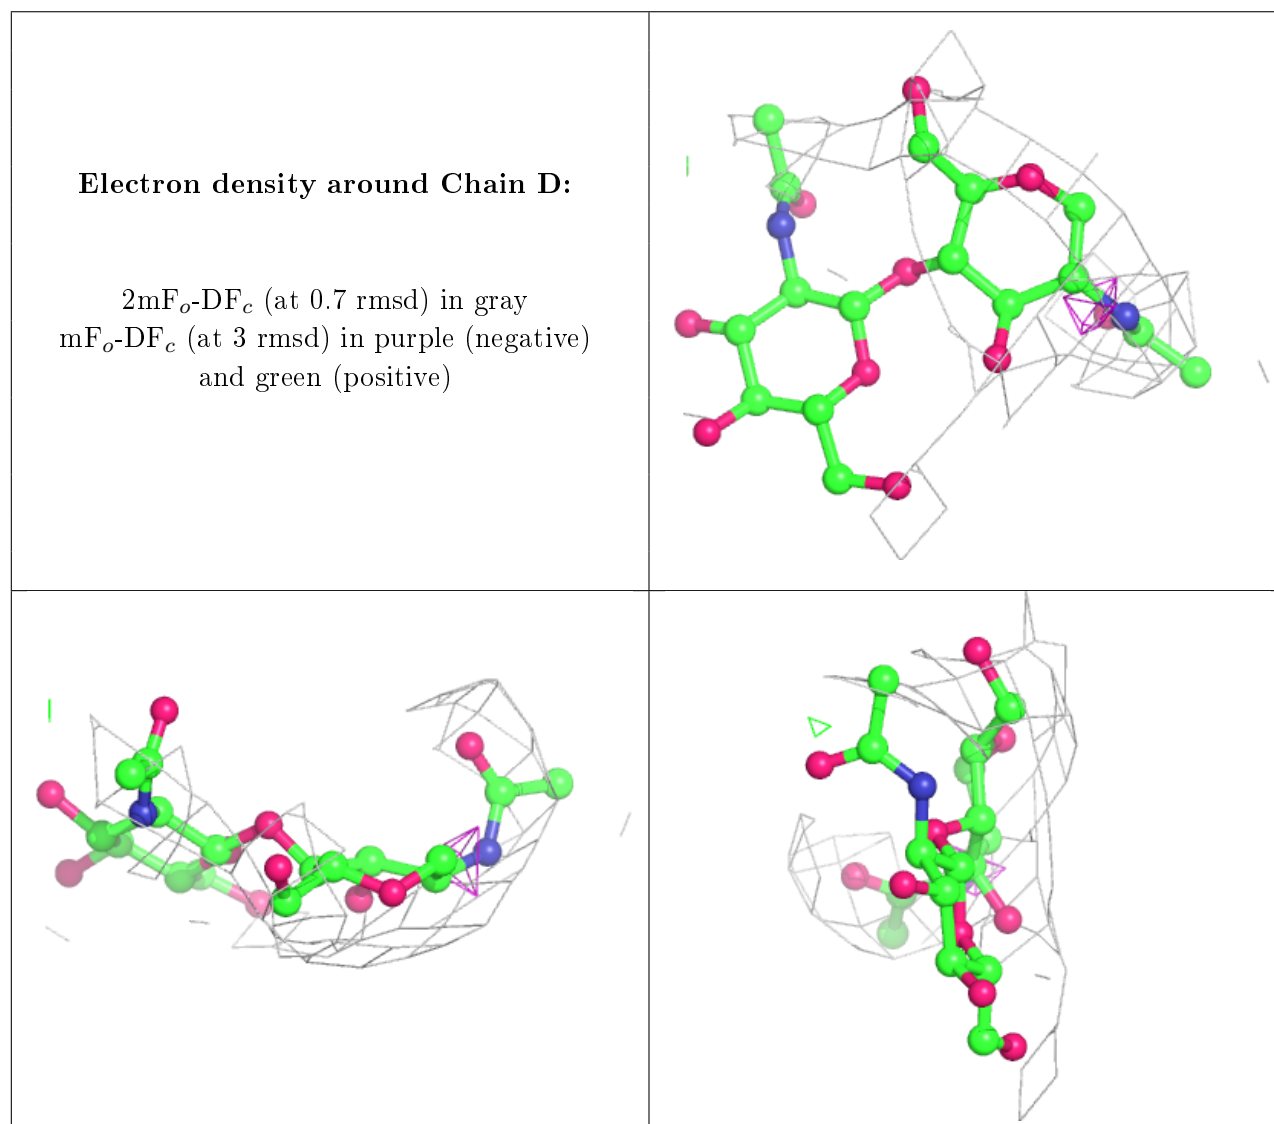 Electron density around Chain D:
2mFo-DFc (at 0.7 rmsd) in gray
mFo-DFc (at 3 rmsd) in purple (negative)
and green (positive)